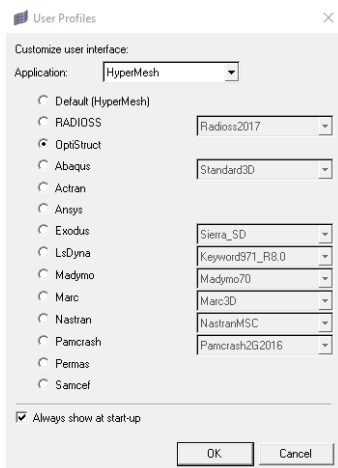 User Profiles
Customize user interface:
Application: HyperMesh
Default (HyperMesh)
RADIOSS Radioss2017
OptiStruct
Abaqus Standard3D
Actran
Ansys
Exodus Sierra_SD
LsDyna Keyword971_R8.0
Madymo Madymo70
Marc Marc3D
Nastran NastranMSC
Pamcrash Pamcrash2G2016
Permas
Samcef
Always show at start-up
OK Cancel